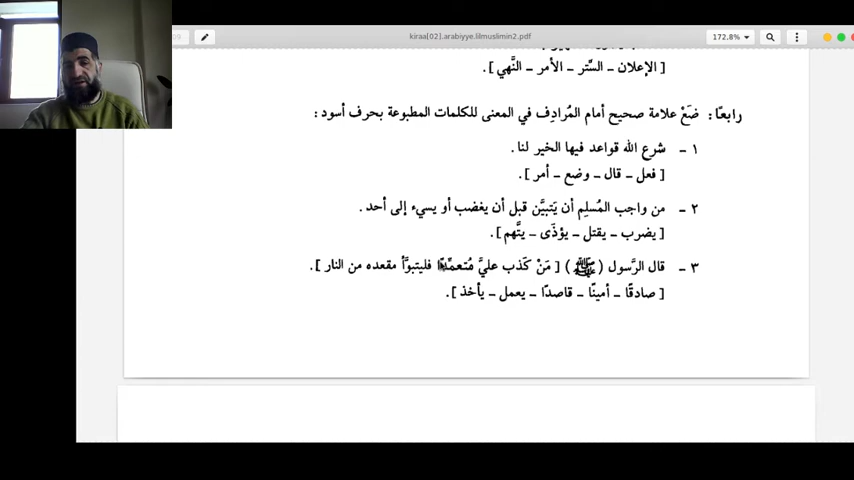 kiraa[02].arabiyye.lilmuslimin2.pdf
172.8%
[ الإعلان – السِّتر – الأمر – النَّهي ].
رابعًا : ضَعْ علامة صحيح أمام المُرادِف في المعنى للكلمات المطبوعة بحرف أسود :
١ – شرع الله قواعد فيها الخير لنا .
[ فعل – قال – وضع – أمر ].
٢ – من واجب المُسلِم أن يَتبيَّن قبل أن يغضب أو يسيء إلى أحد .
[ يضرب – يقتل – يؤذَى – يتَّهم ].
٣ – قال الرَّسول (ﷺ) [ مَنْ كَذب عليَّ مُتعمِّدًا فليتبوَّأ مقعده من النار ].
[ صادقًا – أمينًا – قاصدًا – يعمل – يأخذ ].